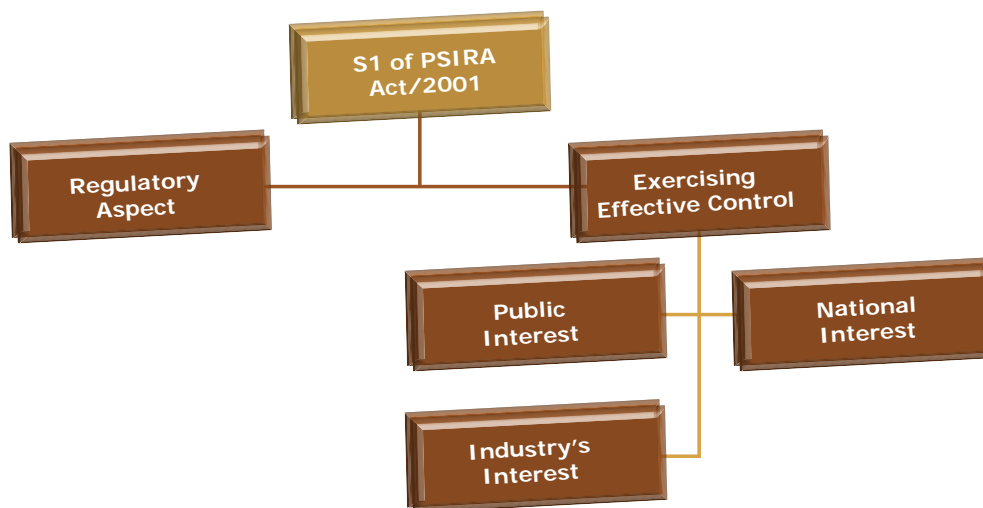 S1 of PSIRA
Act/2001
Regulatory
Aspect
Exercising
Effective Control
Public
Interest
National
Interest
Industry’s
Interest